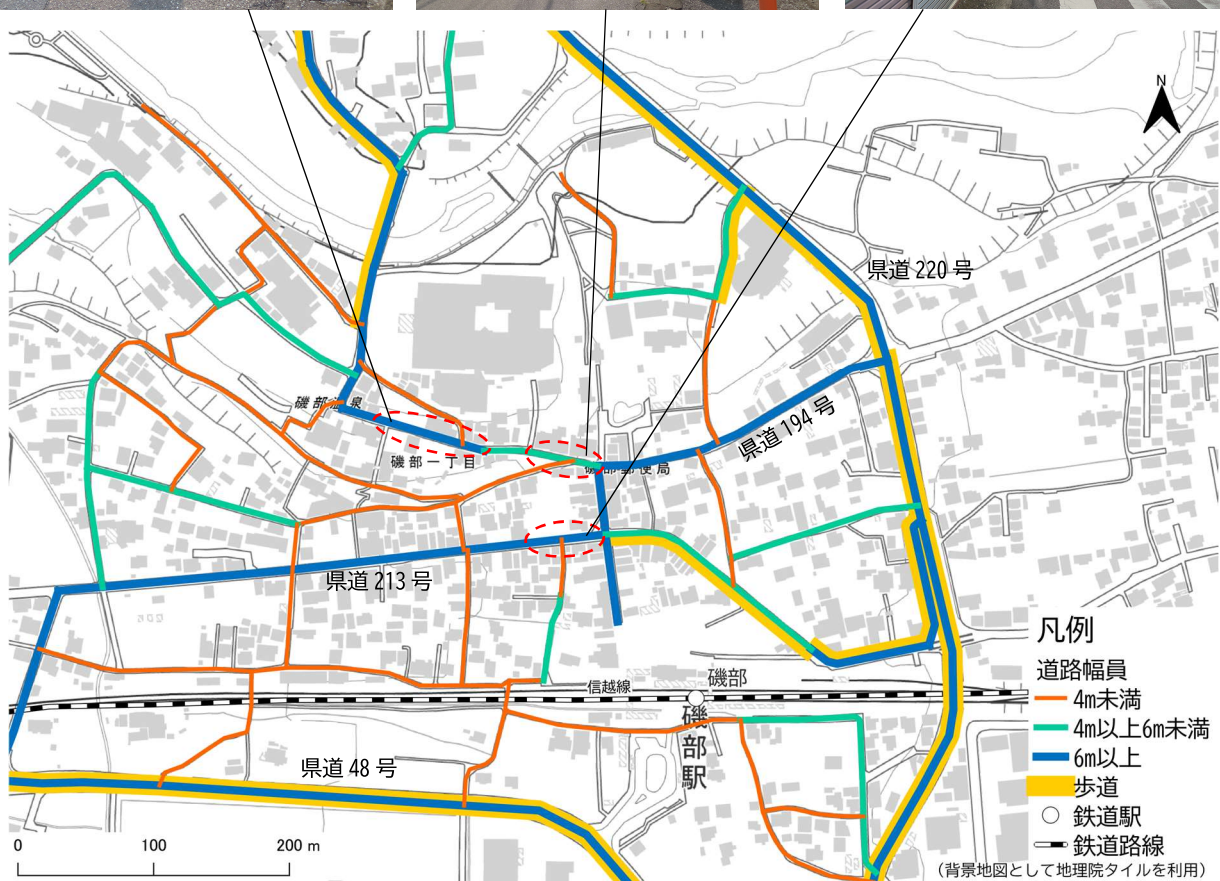 N
県道 220 号
磯部温泉
県道 194 号
磯部一丁目
磯部郵便局
県道 213 号
信越線
磯部
磯部駅
県道 48 号
0 100 200 m
凡例
道路幅員
4m未満
4m以上6m未満
6m以上
歩道
鉄道駅
鉄道路線
(背景地図として地理院タイルを利用)